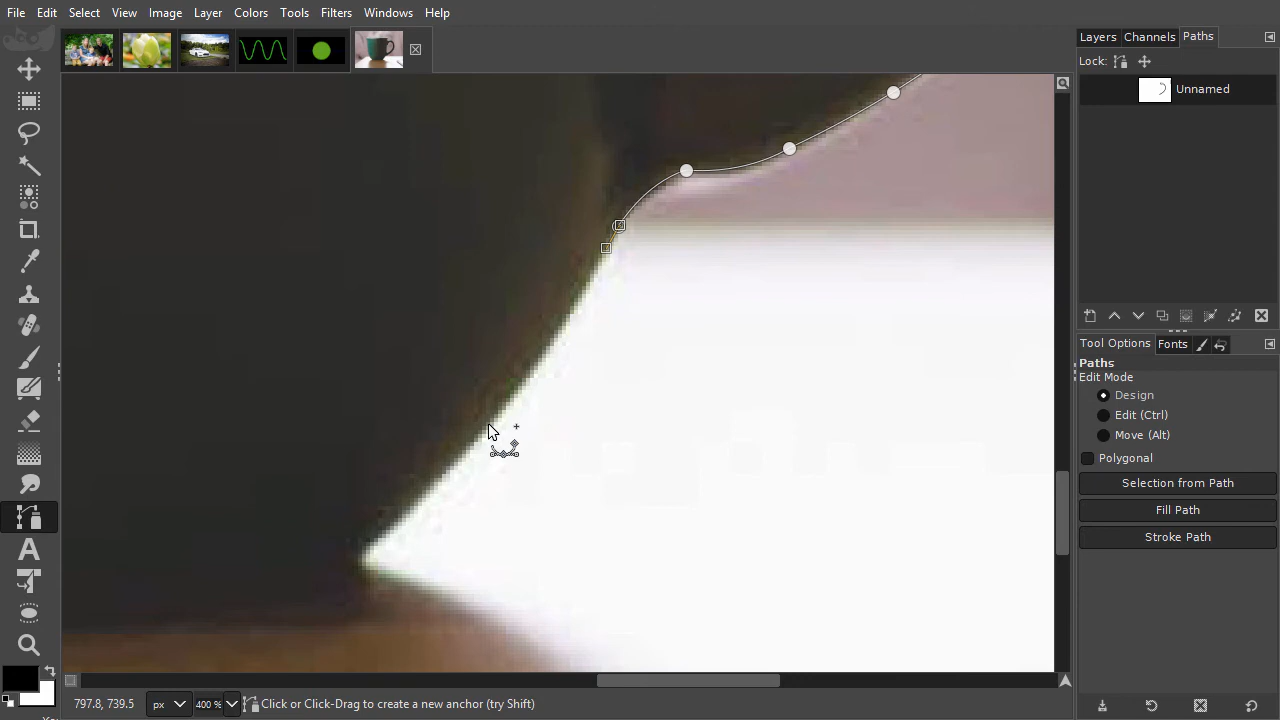 File Edit Select View Image Layer Colors Tools Filters Windows Help
Layers Channels Paths
Lock:
Unnamed
Tool Options Fonts
Paths
Edit Mode
Design
Edit (Ctrl)
Move (Alt)
Polygonal
Selection from Path
Fill Path
Stroke Path
797.8, 739.5 px 400 % Click or Click-Drag to create a new anchor (try Shift)